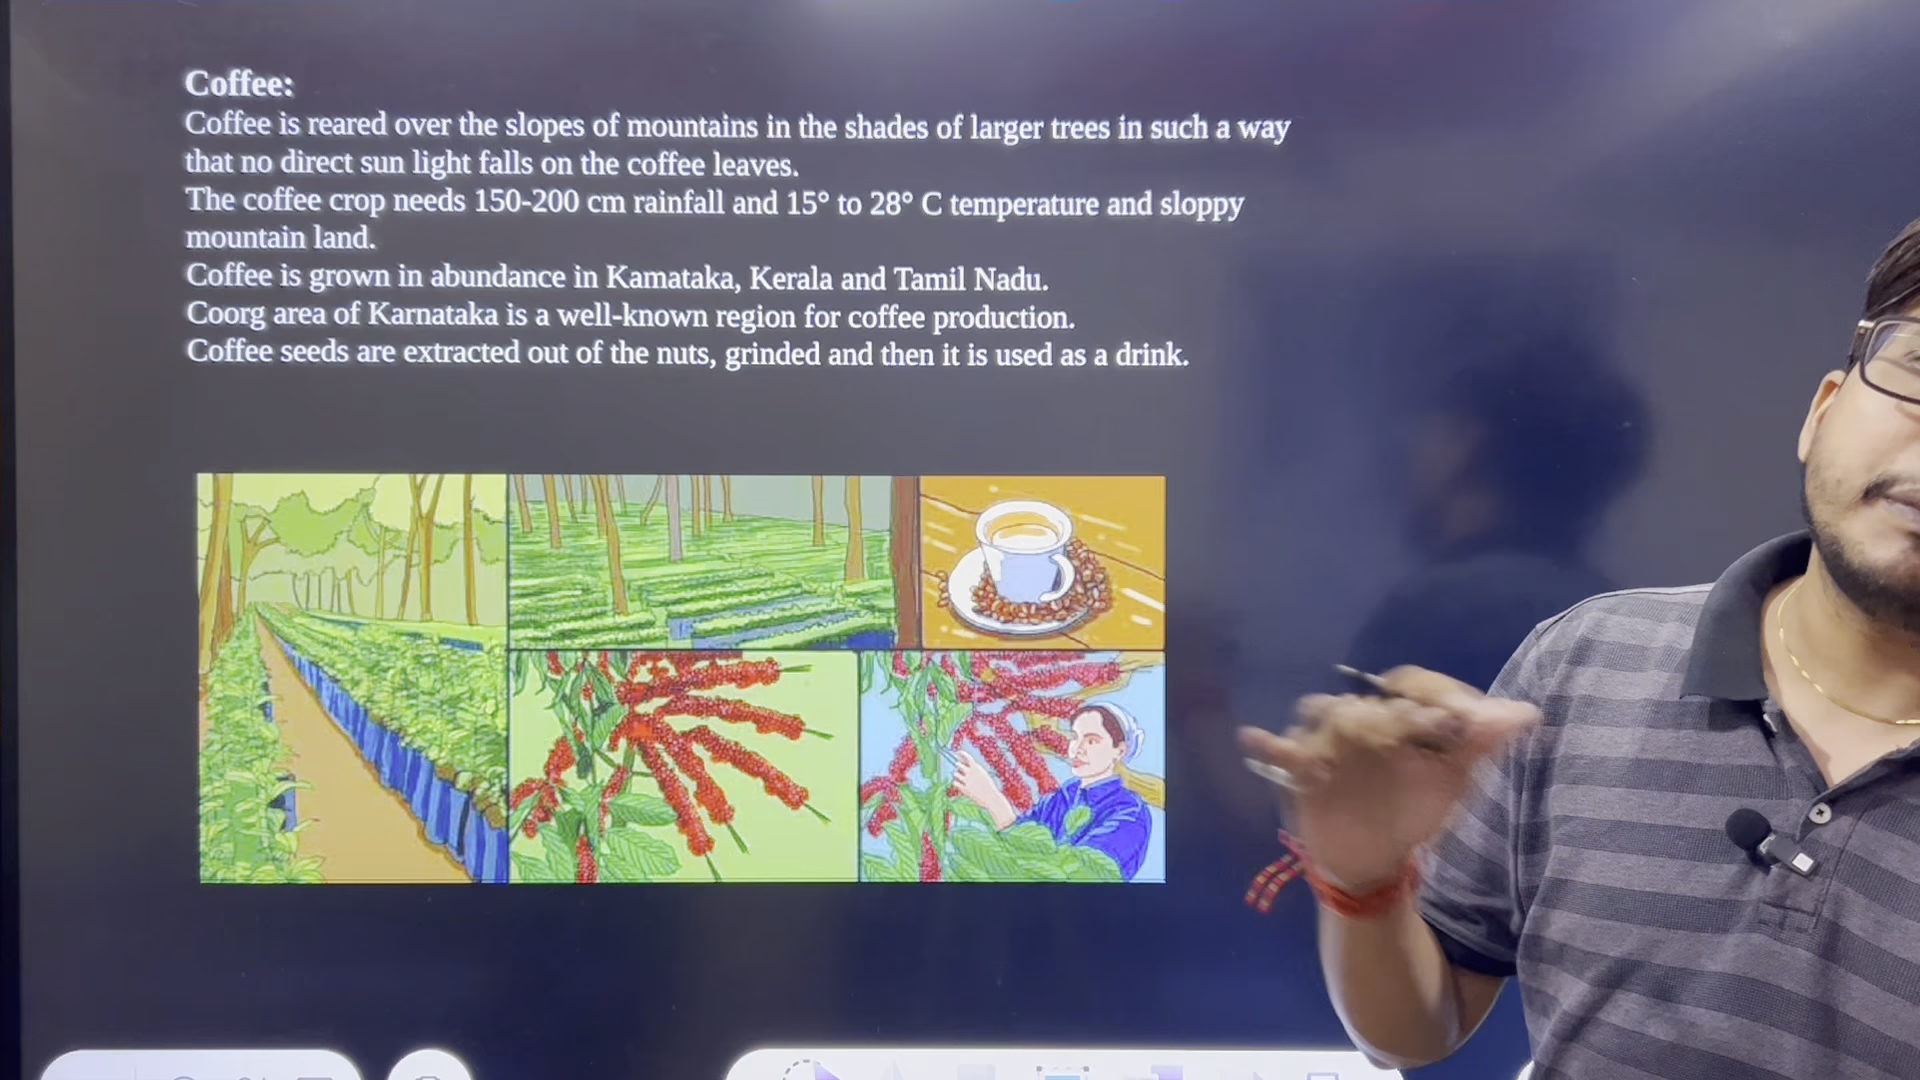 Coffee:
Coffee is reared over the slopes of mountains in the shades of larger trees in such a way
that no direct sun light falls on the coffee leaves.
The coffee crop needs 150-200 cm rainfall and 15° to 28° C temperature and sloppy
mountain land.
Coffee is grown in abundance in Kamataka, Kerala and Tamil Nadu.
Coorg area of Karnataka is a well-known region for coffee production.
Coffee seeds are extracted out of the nuts, grinded and then it is used as a drink.